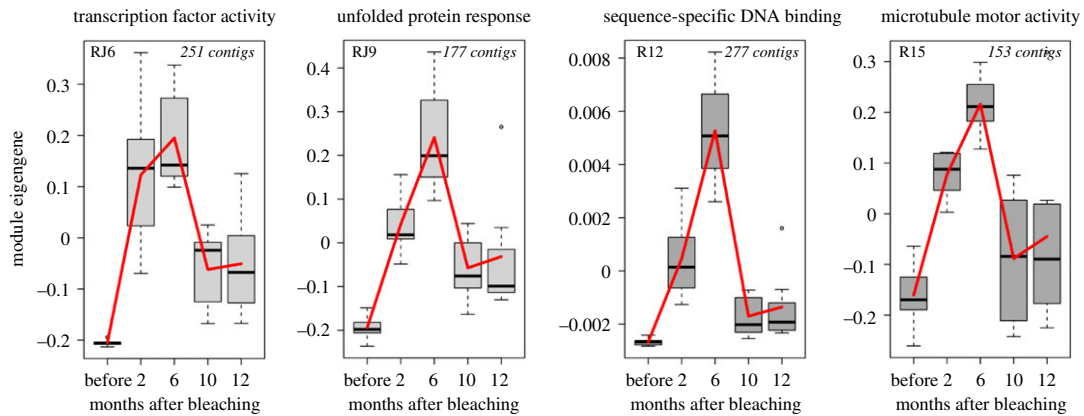 transcription factor activity
unfolded protein response
sequence-specific DNA binding
microtubule motor activity
module eigengene
RJ6 251 contigs
0.3
0.2
0.1
0
−0.1
−0.2
before 2 6 10 12
months after bleaching
RJ9 177 contigs
0.4
0.3
0.2
0.1
0
−0.1
−0.2
before 2 6 10 12
months after bleaching
R12 277 contigs
0.008
0.006
0.004
0.002
0.002
−0.002
before 2 6 10 12
months after bleaching
R15 153 contigs
0.3
0.2
0.1
0
−0.1
−0.2
before 2 6 10 12
months after bleaching